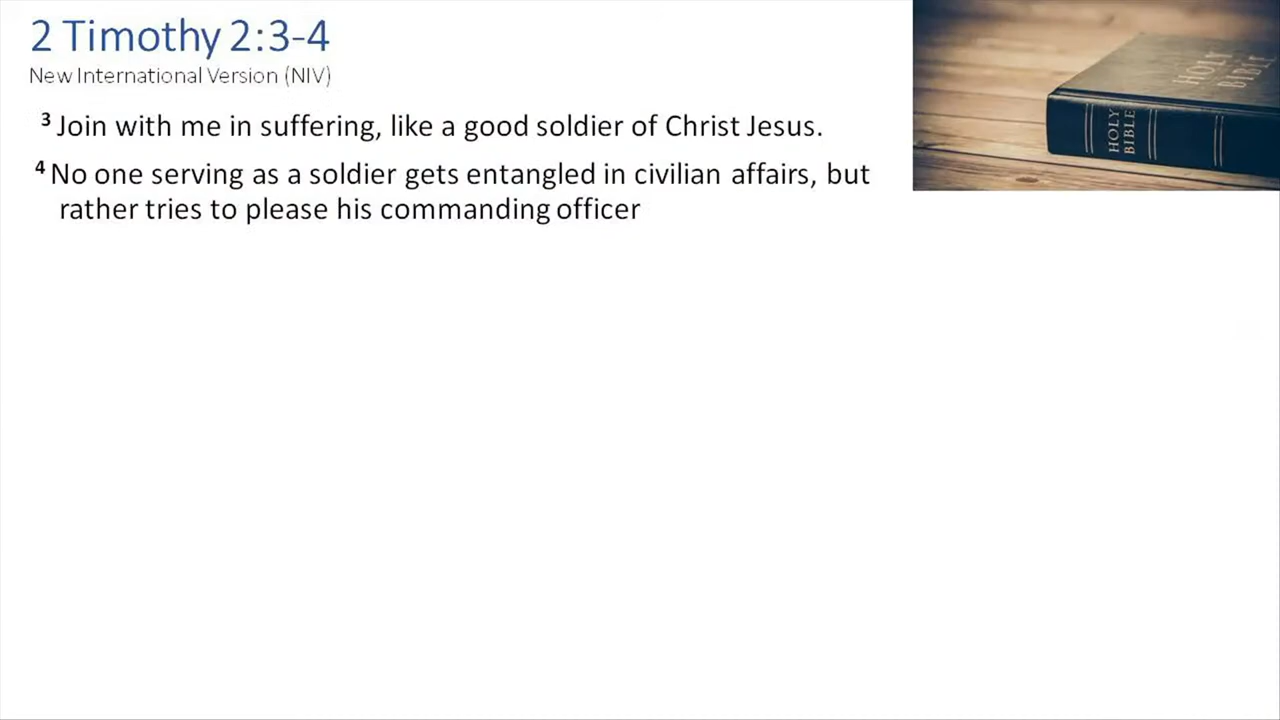 2 Timothy 2:3-4
New International Version (NIV)
3 Join with me in suffering, like a good soldier of Christ Jesus.
4 No one serving as a soldier gets entangled in civilian affairs, but
rather tries to please his commanding officer
HOLY
BIBLE
HOLY
BIBLE